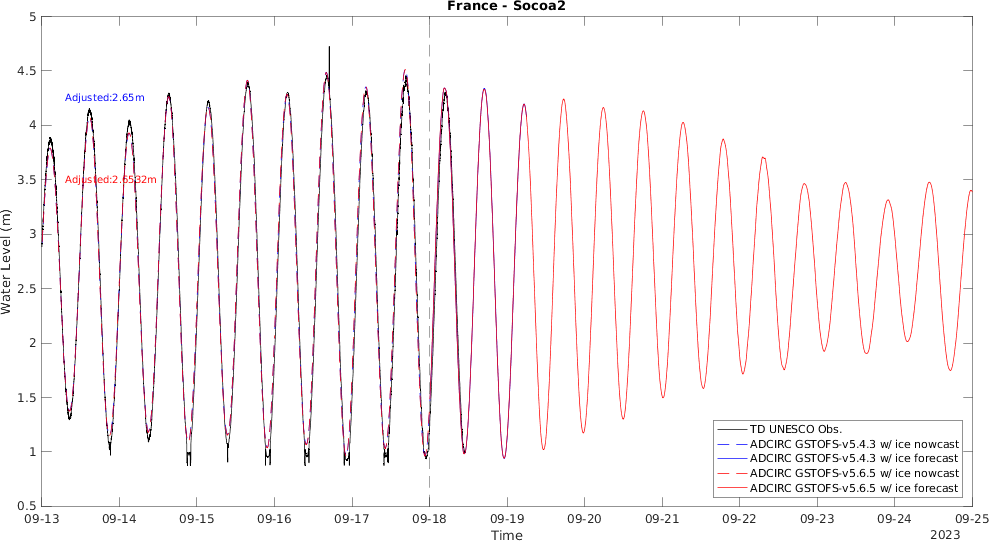 France - Socoa2
5
4.5
4
3.5
3
2.5
2
1.5
1
0.5
Water Level (m)
Adjusted:2.65m
Adjusted:2.6532m
TD UNESCO Obs.
ADCIRC GSTOFS-v5.4.3 w/ ice nowcast
ADCIRC GSTOFS-v5.4.3 w/ ice forecast
ADCIRC GSTOFS-v5.6.5 w/ ice nowcast
ADCIRC GSTOFS-v5.6.5 w/ ice forecast
09-13 09-14 09-15 09-16 09-17 09-18 09-19 09-20 09-21 09-22 09-23 09-24 09-25
Time
2023